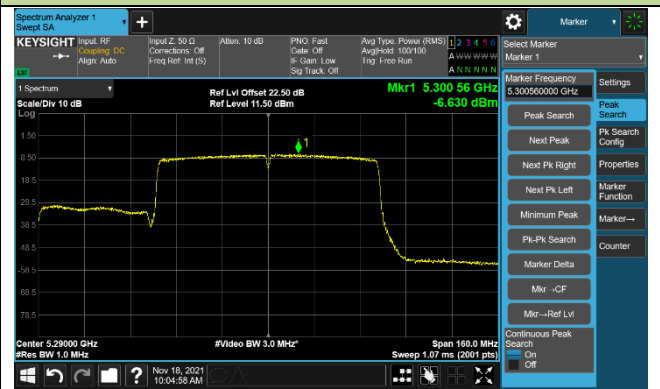 Spectrum Analyzer 1
Swept SA
Marker
KEYSIGHT
Input: RF
Coupling: DC
Align: Auto
Input Z: 50 Ω
Corrections: Off
Freq Ref: Int (S)
Atten: 10 dB
PNO: Fast
Gate: Off
IF Gain: Low
Sig Track: Off
Avg Type: Power (RMS)
Avg|Hold: 100/100
Trig: Free Run
1 2 3 4 5 6
A W W W W W
A N N N N N
LXI
Select Marker
Marker 1
1 Spectrum
Scale/Div 10 dB
Log
Ref Lvl Offset 22.50 dB
Ref Level 11.50 dBm
Mkr1 5.300 56 GHz
-6.630 dBm
1
1.50
-8.50
-18.5
-28.5
-38.5
-48.5
-58.5
-68.5
-78.5
Center 5.29000 GHz
#Res BW 1.0 MHz
#Video BW 3.0 MHz*
Span 160.0 MHz
Sweep 1.07 ms (2001 pts)
Marker Frequency
5.300560000 GHz
Peak Search
Next Peak
Next Pk Right
Next Pk Left
Minimum Peak
Pk-Pk Search
Marker Delta
Mkr→CF
Mkr→Ref Lvl
Continuous Peak
Search
On
Off
Settings
Peak
Search
Pk Search
Config
Properties
Marker
Function
Marker→
Counter
?
Nov 18, 2021
10:04:58 AM